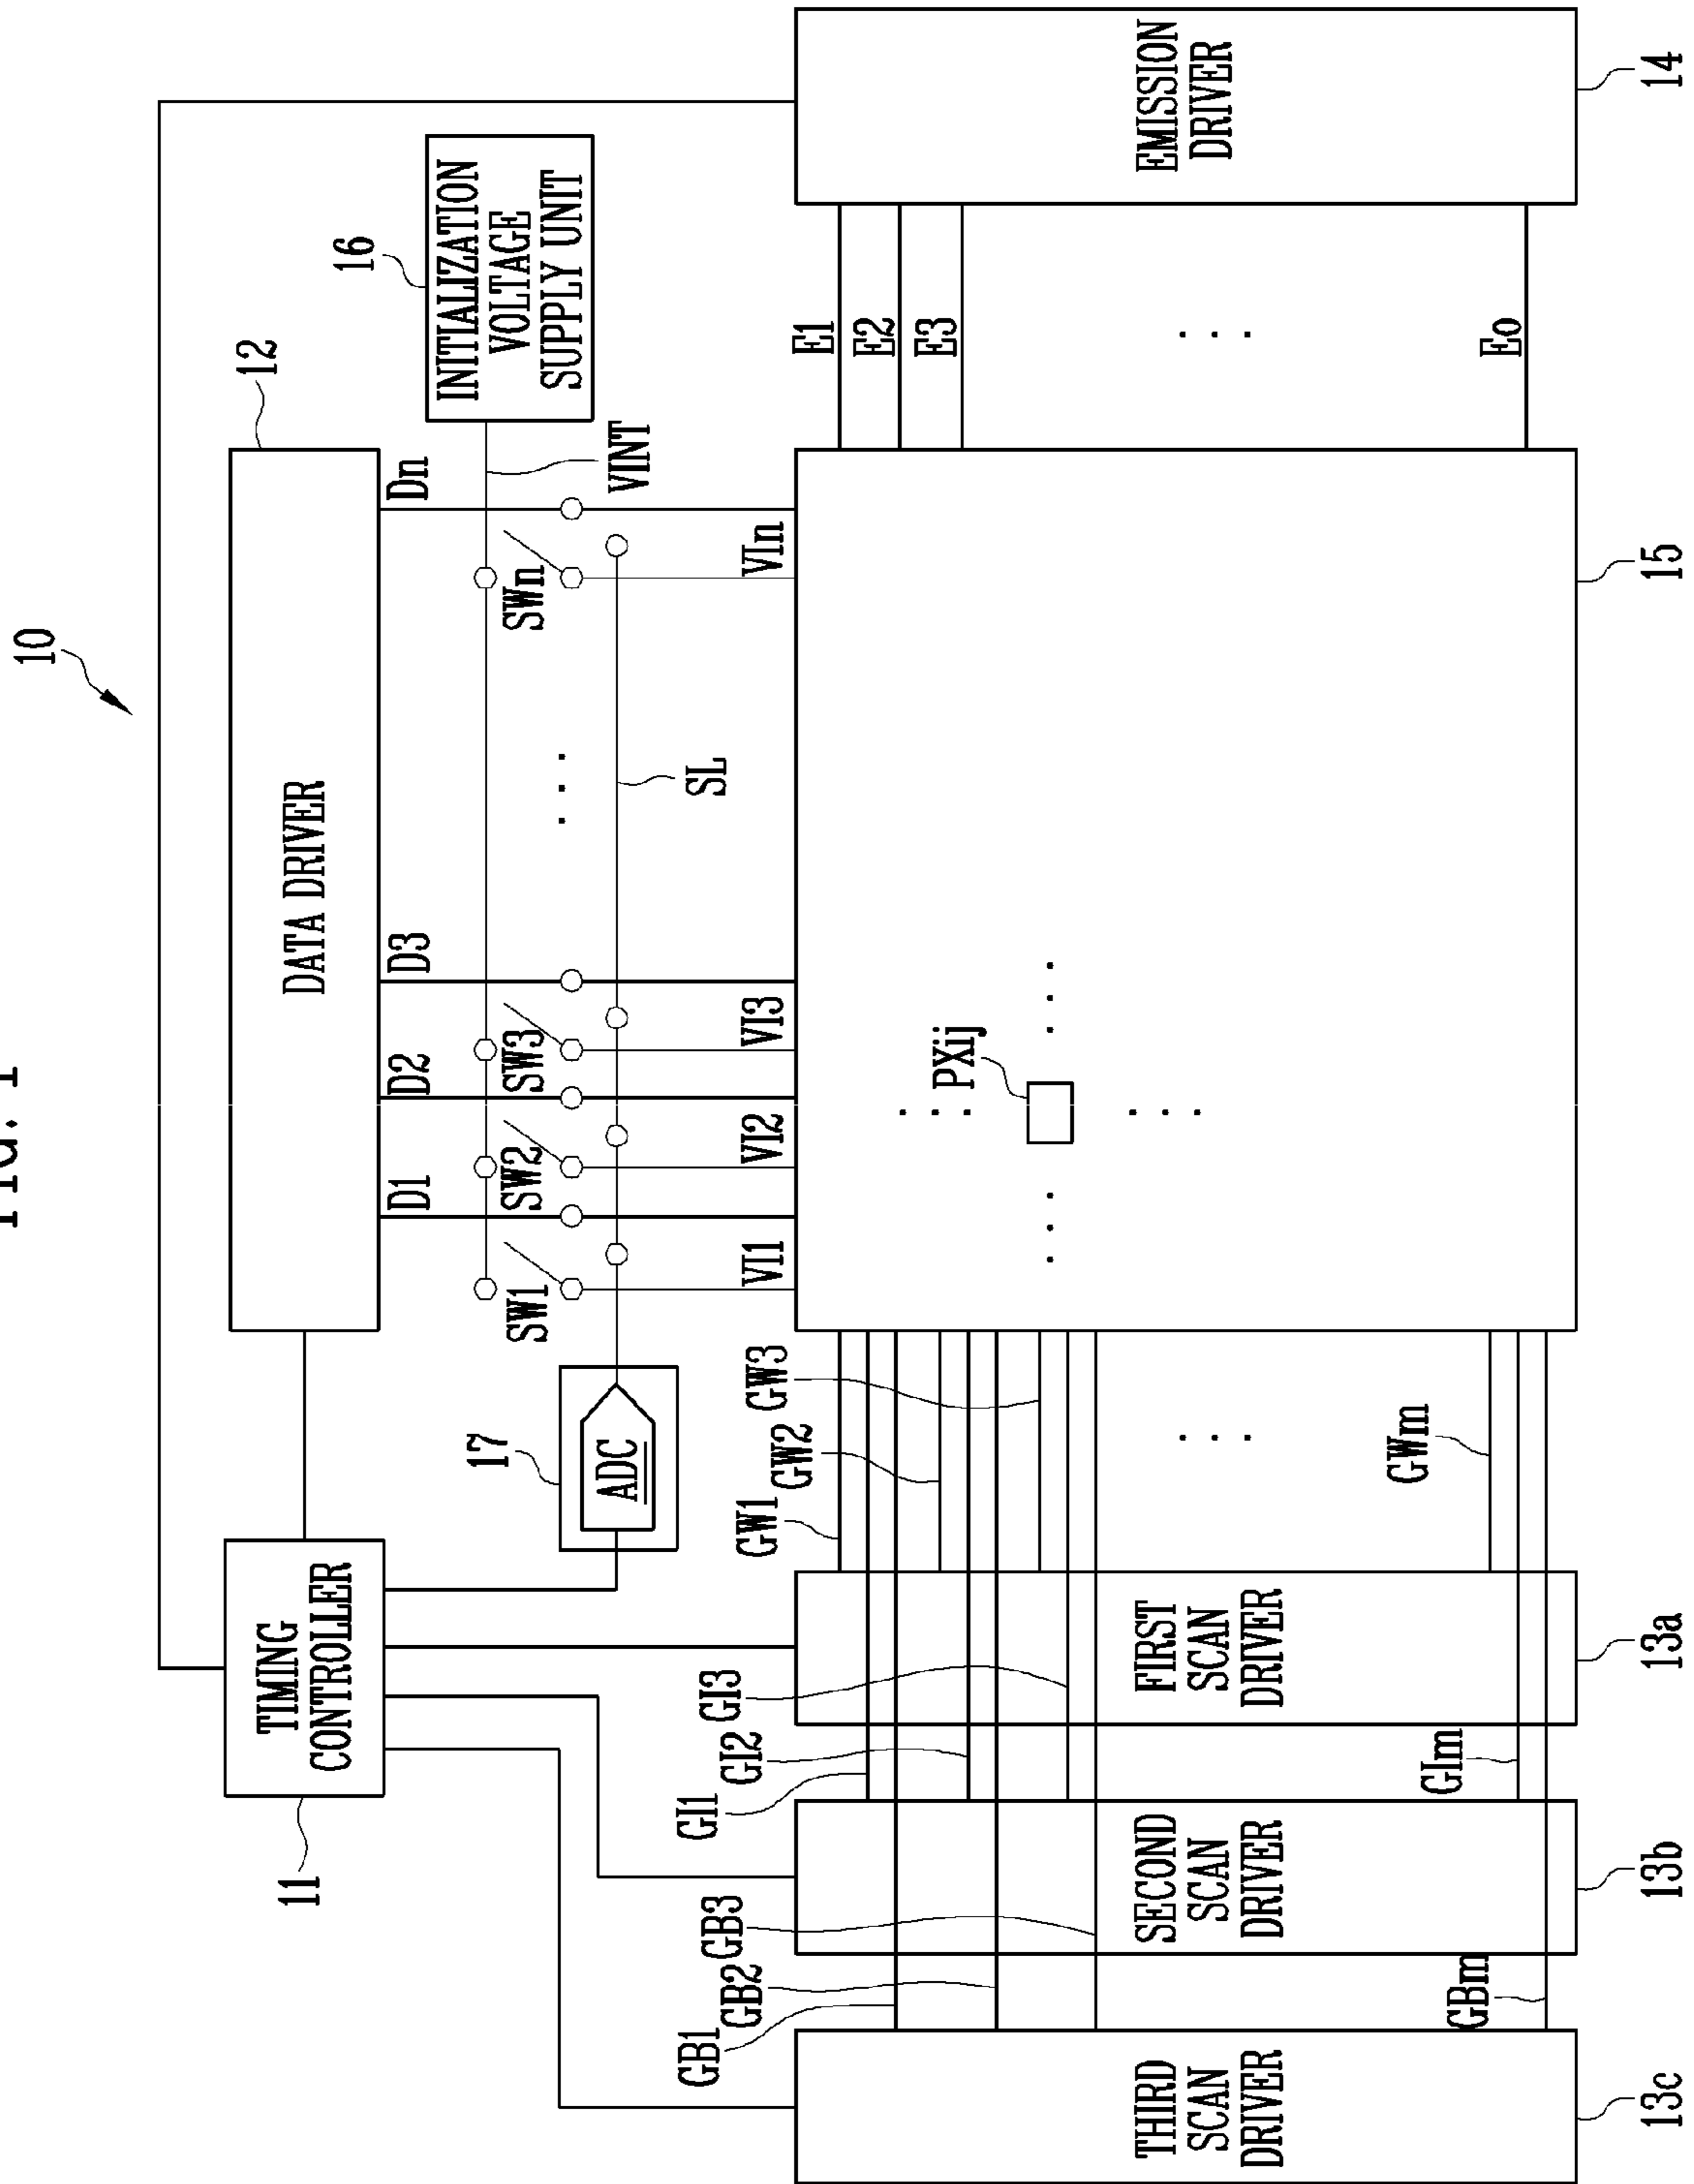 FIG. 1
10
12
DATA DRIVER
TIMING
CONTROLLER
11
D1
D2
D3
Dn
16
INITIALIZATION
VOLTAGE
SUPPLY UNIT
VINT
SW1
SW2
SW3
SWn
. . .
SL
17
ADC
VI1
VI2
VI3
VIn
GB1
GB2
GB3
GI1
GI2
GI3
GW1
GW2
GW3
E1
E2
E3
Eo
PXij
THIRD
SCAN
DRIVER
SECOND
SCAN
DRIVER
FIRST
SCAN
DRIVER
EMISSION
DRIVER
GBm
GIm
GWm
13c
13b
13a
15
14